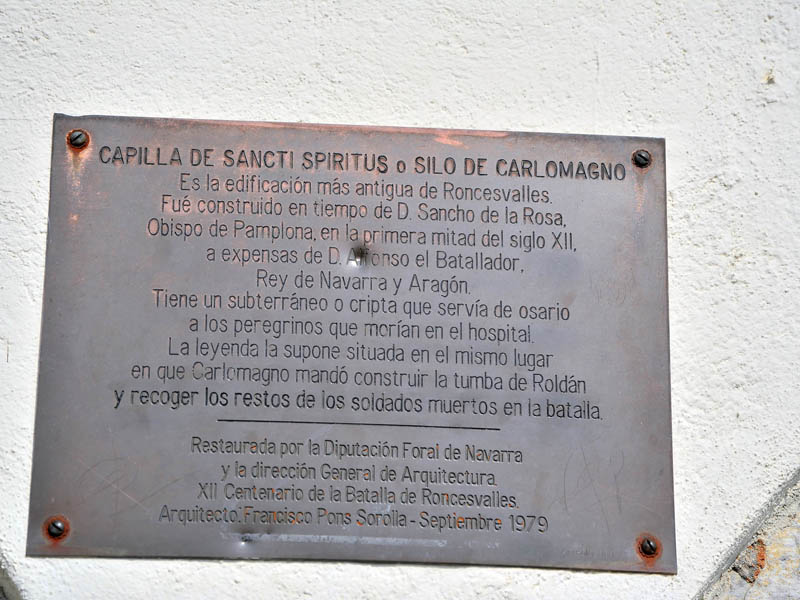 CAPILLA DE SANCTI SPIRITUS o SILO DE CARLOMAGNO
Es la edificación más antigua de Roncesvalles.
Fué construido en tiempo de D. Sancho de la Rosa,
Obispo de Pamplona, en la primera mitad del siglo XII,
a expensas de D. Alfonso el Batallador,
Rey de Navarra y Aragón.
Tiene un subterráneo o cripta que servía de osario
a los peregrinos que morían en el hospital.
La leyenda la supone situada en el mismo lugar
en que Carlomagno mandó construir la tumba de Roldán
y recoger los restos de los soldados muertos en la batalla.
Restaurada por la Diputación Foral de Navarra
y la dirección General de Arquitectura.
XII Centenario de la Batalla de Roncesvalles.
Arquitecto: Francisco Pons Sorolla - Septiembre 1979